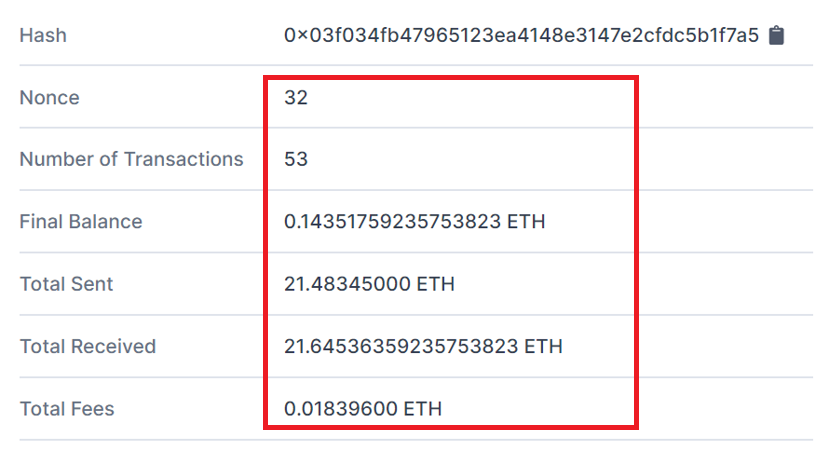 Hash 0×03f034fb47965123ea4148e3147e2cfdc5b1f7a5
Nonce 32
Number of Transactions 53
Final Balance 0.14351759235753823 ETH
Total Sent 21.48345000 ETH
Total Received 21.64536359235753823 ETH
Total Fees 0.01839600 ETH